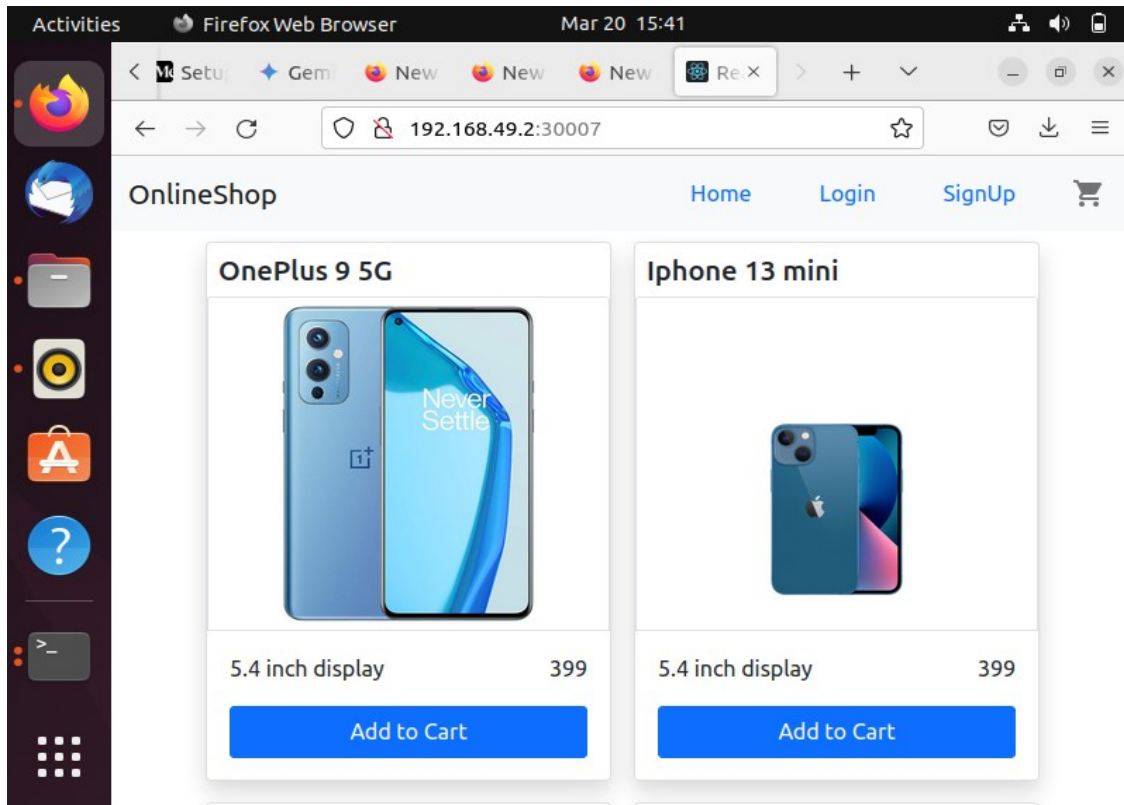 Activities Firefox Web Browser Mar 20 15:41
Setup Gemi New New New Re
192.168.49.2:30007
OnlineShop Home Login SignUp
OnePlus 9 5G Iphone 13 mini
Never
Settle
5.4 inch display 399 5.4 inch display 399
Add to Cart Add to Cart